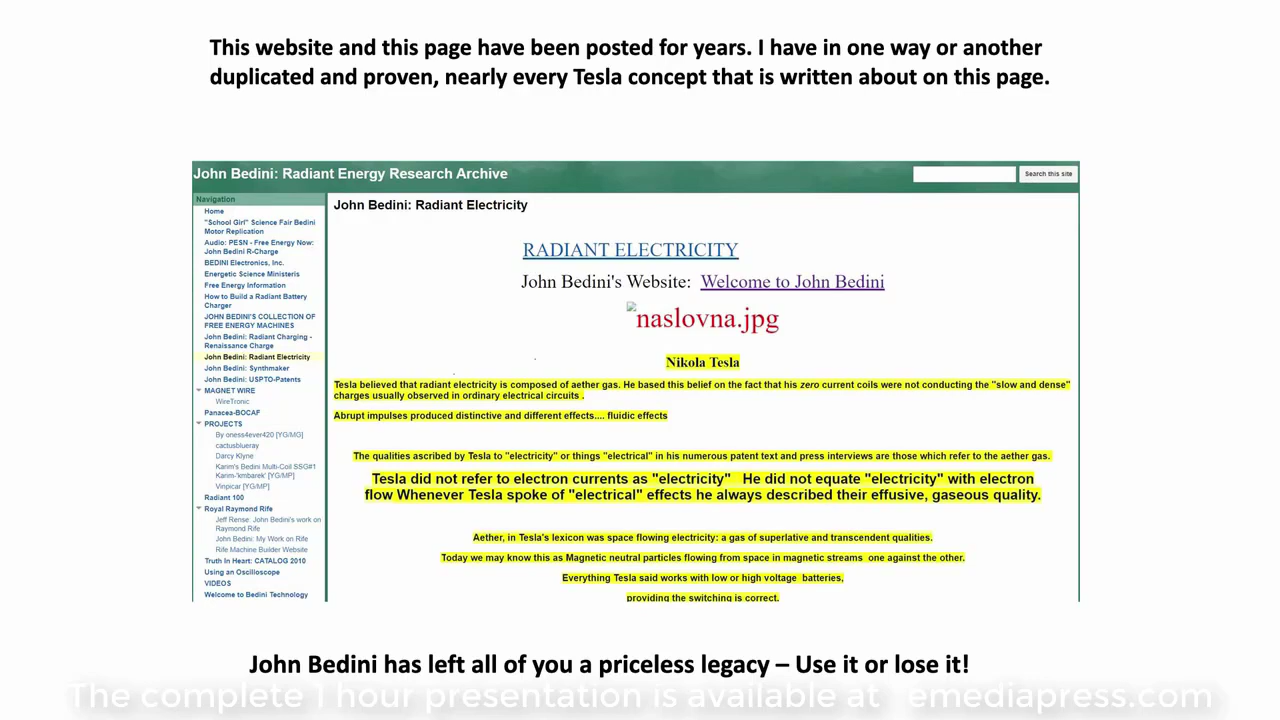 This website and this page have been posted for years. I have in one way or another
duplicated and proven, nearly every Tesla concept that is written about on this page.
John Bedini: Radiant Energy Research Archive
Search this site
Navigation
Home
"School Girl" Science Fair Bedini
Motor Replication
Audio: PESN - Free Energy Now:
John Bedini R-Charge
BEDINI Electronics, Inc.
Energetic Science Ministeris
Free Energy Information
How to Build a Radiant Battery
Charger
JOHN BEDINI'S COLLECTION OF
FREE ENERGY MACHINES
John Bedini: Radiant Charging -
Renaissance Charge
John Bedini: Radiant Electricity
John Bedini: Synthmaker
John Bedini: USPTO-Patents
MAGNET WIRE
WireTronic
Panacea-BOCAF
PROJECTS
By oness4ever420 [YG/MG]
cactusblueray
Darcy Klyne
Karim's Bedini Multi-Coil SSG#1
Karim-'kmbarek' [YG/MP]
Vinpicar [YG/MP]
Radiant 100
Royal Raymond Rife
Jeff Rense: John Bedini's work on
Raymond Rife
John Bedini: My Work on Rife
Rife Machine Builder Website
Truth In Heart: CATALOG 2010
Using an Oscilloscope
VIDEOS
Welcome to Bedini Technology
John Bedini: Radiant Electricity
RADIANT ELECTRICITY
John Bedini's Website: Welcome to John Bedini
naslovna.jpg
Nikola Tesla
Tesla believed that radiant electricity is composed of aether gas. He based this belief on the fact that his zero current coils were not conducting the "slow and dense"
charges usually observed in ordinary electrical circuits .
Abrupt impulses produced distinctive and different effects.... fluidic effects
The qualities ascribed by Tesla to "electricity" or things "electrical" in his numerous patent text and press interviews are those which refer to the aether gas.
Tesla did not refer to electron currents as "electricity" He did not equate "electricity" with electron
flow Whenever Tesla spoke of "electrical" effects he always described their effusive, gaseous quality.
Aether, in Tesla's lexicon was space flowing electricity: a gas of superlative and transcendent qualities.
Today we may know this as Magnetic neutral particles flowing from space in magnetic streams one against the other.
Everything Tesla said works with low or high voltage batteries,
providing the switching is correct.
John Bedini has left all of you a priceless legacy – Use it or lose it!
The complete 1 hour presentation is available at emediapress.com